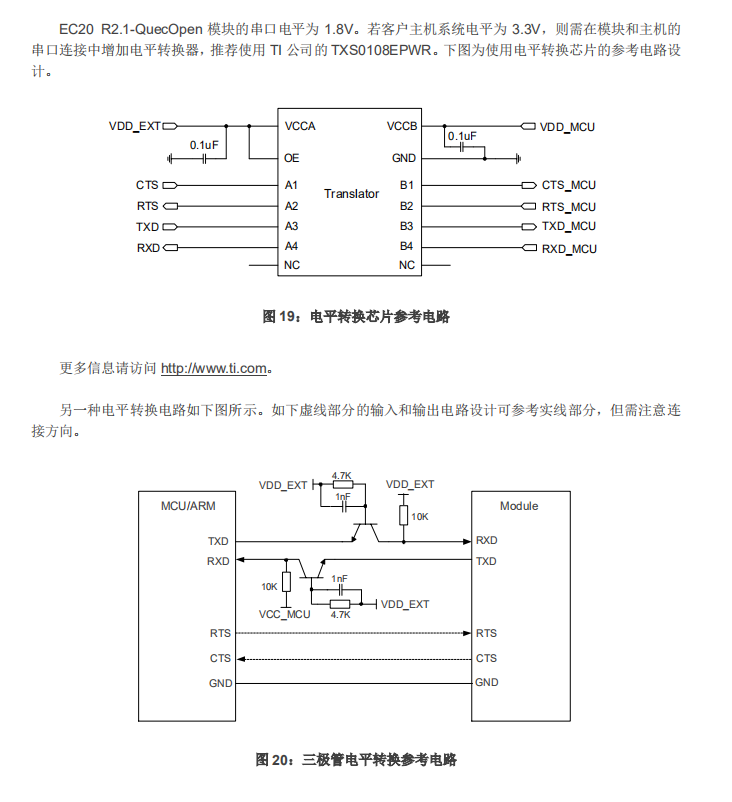 EC20 R2.1-QuecOpen 模块的串口电平为 1.8V。若客户主机系统电平为 3.3V，则需在模块和主机的
串口连接中增加电平转换器，推荐使用 TI 公司的 TXS0108EPWR。下图为使用电平转换芯片的参考电路设
计。
VDD_EXT VCCA VCCB VDD_MCU
0.1uF 0.1uF
OE GND
CTS A1 B1 CTS_MCU
Translator
RTS A2 B2 RTS_MCU
TXD A3 B3 TXD_MCU
RXD A4 B4 RXD_MCU
NC NC
图 19：电平转换芯片参考电路
更多信息请访问 http://www.ti.com。
另一种电平转换电路如下图所示。如下虚线部分的输入和输出电路设计可参考实线部分，但需注意连
接方向。
4.7K
VDD_EXT VDD_EXT
1nF
MCU/ARM Module
10K
TXD RXD
RXD TXD
1nF
10K
VDD_EXT
VCC_MCU 4.7K
RTS RTS
CTS CTS
GND GND
图 20：三极管电平转换参考电路